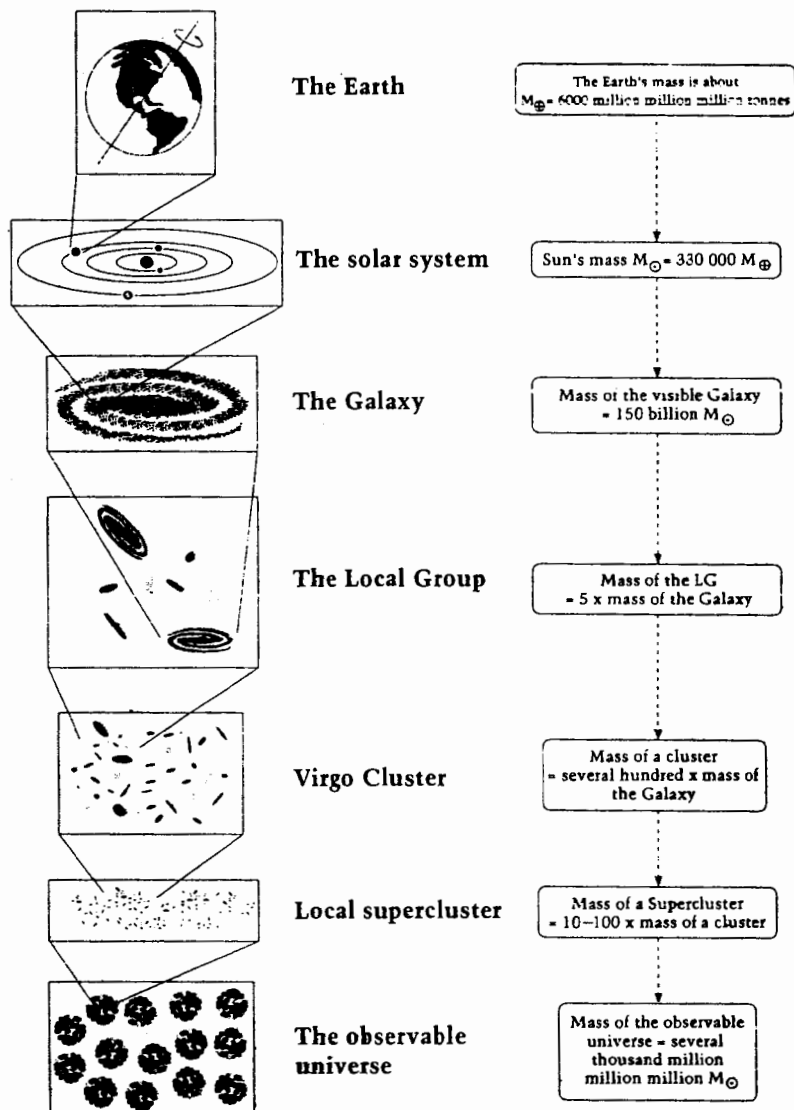 The Earth
The Earth's mass is about
M⊕= 6000 million million million tonnes
The solar system
Sun's mass M⊙= 330 000 M⊕
The Galaxy
Mass of the visible Galaxy
= 150 billion M⊙
The Local Group
Mass of the LG
= 5 x mass of the Galaxy
Virgo Cluster
Mass of a cluster
= several hundred x mass of
the Galaxy
Local supercluster
Mass of a Supercluster
= 10–100 x mass of a cluster
The observable
universe
Mass of the observable
universe = several
thousand million
million million M⊙